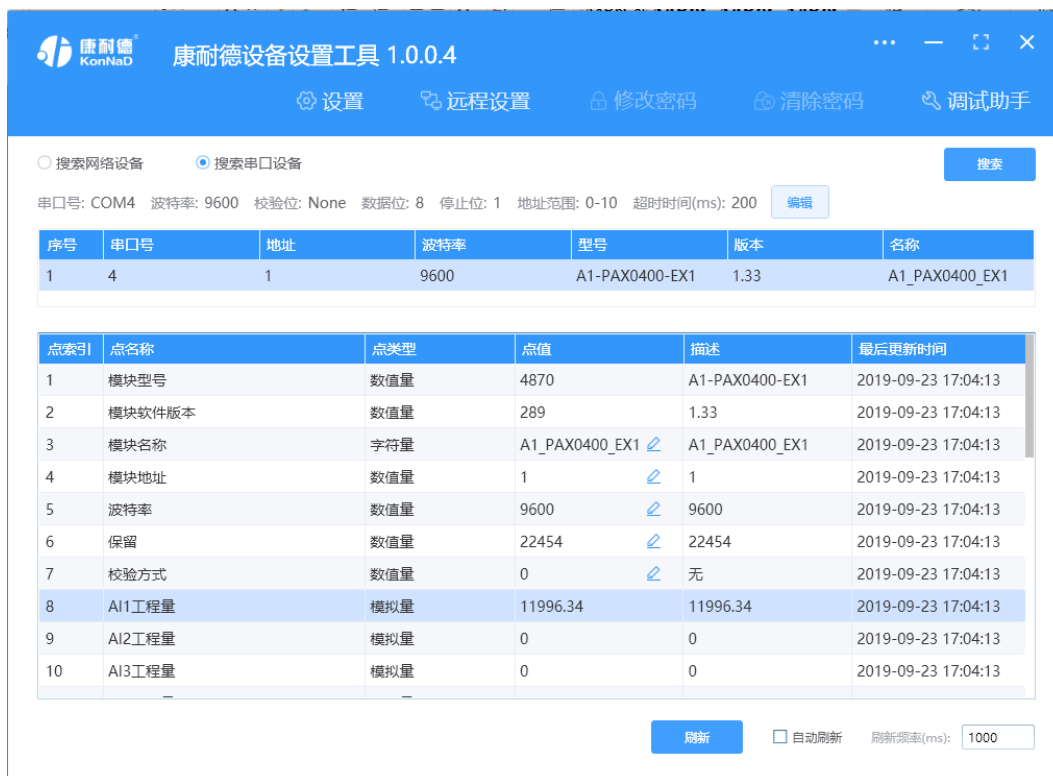 康耐德
KonNaD
康耐德设备设置工具 1.0.0.4
设置 远程设置 修改密码 清除密码 调试助手
搜索网络设备 搜索串口设备 搜索
串口号: COM4 波特率: 9600 校验位: None 数据位: 8 停止位: 1 地址范围: 0-10 超时时间(ms): 200 编辑
序号 串口号 地址 波特率 型号 版本 名称
1 4 1 9600 A1-PAX0400-EX1 1.33 A1_PAX0400_EX1
点索引 点名称 点类型 点值 描述 最后更新时间
1 模块型号 数值量 4870 A1-PAX0400-EX1 2019-09-23 17:04:13
2 模块软件版本 数值量 289 1.33 2019-09-23 17:04:13
3 模块名称 字符量 A1_PAX0400_EX1 A1_PAX0400_EX1 2019-09-23 17:04:13
4 模块地址 数值量 1 1 2019-09-23 17:04:13
5 波特率 数值量 9600 9600 2019-09-23 17:04:13
6 保留 数值量 22454 22454 2019-09-23 17:04:13
7 校验方式 数值量 0 无 2019-09-23 17:04:13
8 AI1工程量 模拟量 11996.34 11996.34 2019-09-23 17:04:13
9 AI2工程量 模拟量 0 0 2019-09-23 17:04:13
10 AI3工程量 模拟量 0 0 2019-09-23 17:04:13
刷新 自动刷新 刷新频率(ms): 1000